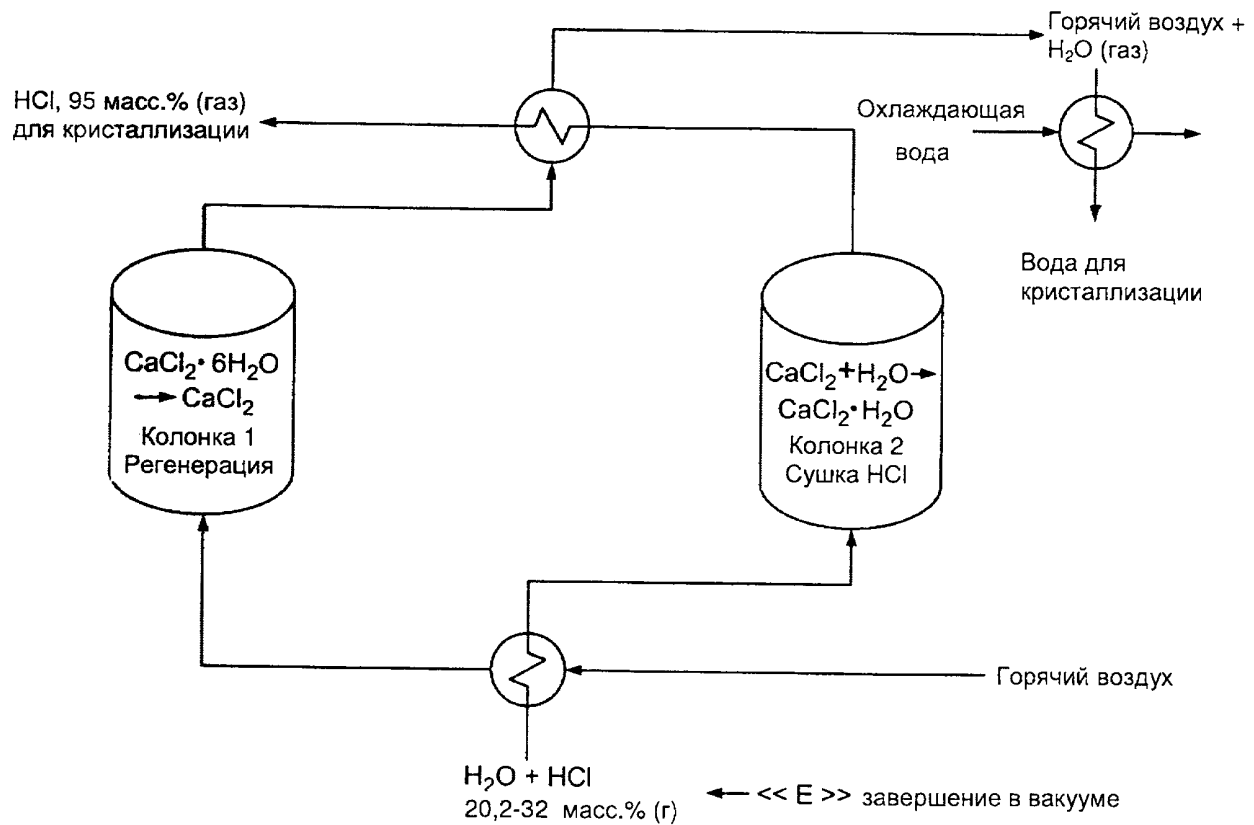 Горячий воздух +
H₂O (газ)
HCl, 95 масс.% (газ)
для кристаллизации
Охлаждающая
вода
Вода для
кристаллизации
CaCl₂· 6H₂O
→ CaCl₂
Колонка 1
Регенерация
CaCl₂+H₂O→
CaCl₂·H₂O
Колонка 2
Сушка HCl
Горячий воздух
H₂O + HCl
20,2-32 масс.% (г)
← << E >> завершение в вакууме